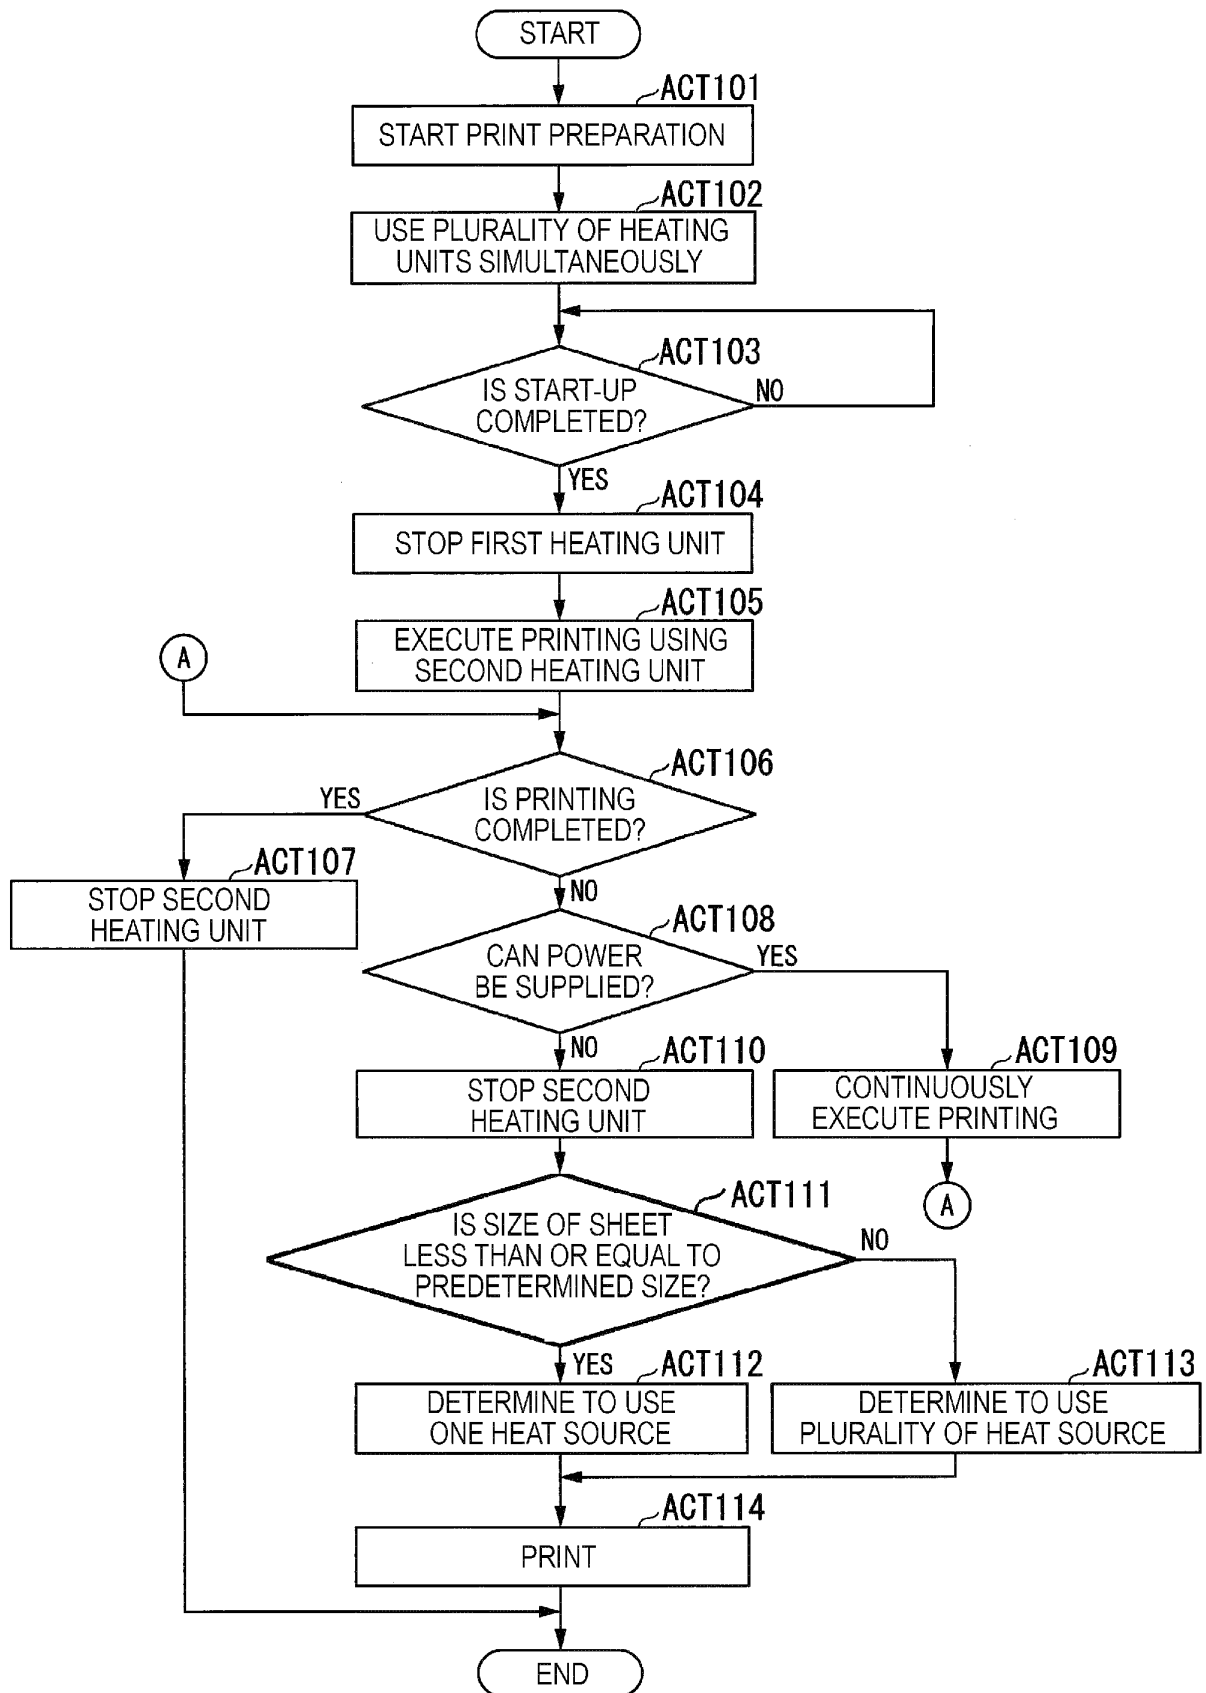 START
ACT101
START PRINT PREPARATION
ACT102
USE PLURALITY OF HEATING
UNITS SIMULTANEOUSLY
ACT103
IS START-UP
COMPLETED?
NO
YES
ACT104
STOP FIRST HEATING UNIT
ACT105
EXECUTE PRINTING USING
SECOND HEATING UNIT
A
ACT106
IS PRINTING
COMPLETED?
YES
NO
ACT107
STOP SECOND
HEATING UNIT
ACT108
CAN POWER
BE SUPPLIED?
YES
NO
ACT110
STOP SECOND
HEATING UNIT
ACT109
CONTINUOUSLY
EXECUTE PRINTING
A
ACT111
IS SIZE OF SHEET
LESS THAN OR EQUAL TO
PREDETERMINED SIZE?
NO
YES
ACT112
DETERMINE TO USE
ONE HEAT SOURCE
ACT113
DETERMINE TO USE
PLURALITY OF HEAT SOURCE
ACT114
PRINT
END